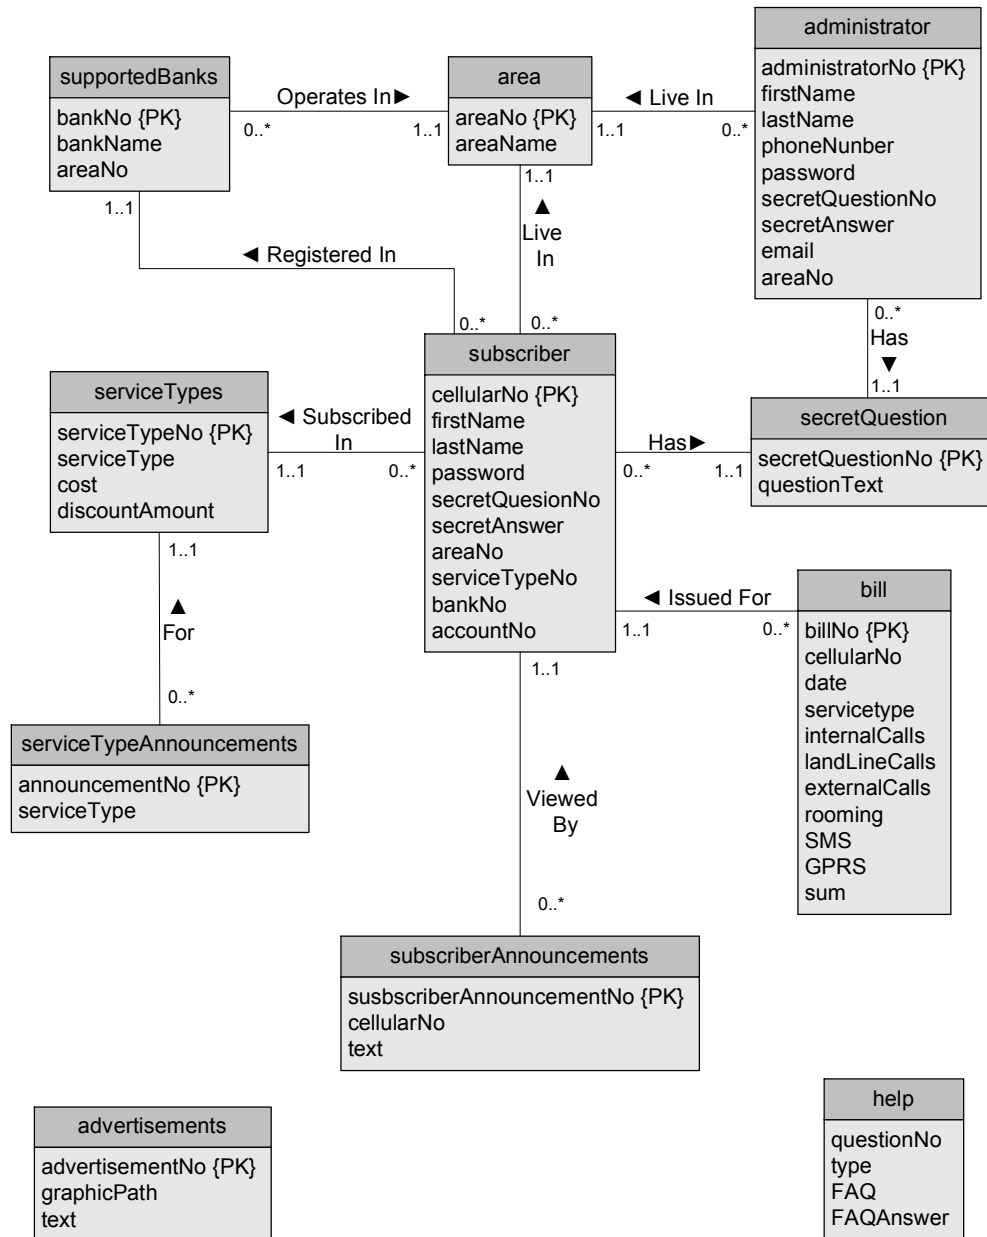 administrator
administratorNo {PK}
firstName
lastName
phoneNunber
password
secretQuestionNo
secretAnswer
email
areaNo
supportedBanks
bankNo {PK}
bankName
areaNo
Operates In►
0..*
1..1
area
areaNo {PK}
areaName
◄ Live In
1..1
0..*
1..1
◄ Registered In
0..*
1..1
▲
Live
In
0..*
0..*
Has
▼
1..1
subscriber
cellularNo {PK}
firstName
lastName
password
secretQuesionNo
secretAnswer
areaNo
serviceTypeNo
bankNo
accountNo
serviceTypes
serviceTypeNo {PK}
serviceType
cost
discountAmount
◄ Subscribed
In
1..1
0..*
Has►
0..*
1..1
secretQuestion
secretQuestionNo {PK}
questionText
1..1
▲
For
0..*
◄ Issued For
1..1
0..*
bill
billNo {PK}
cellularNo
date
servicetype
internalCalls
landLineCalls
externalCalls
rooming
SMS
GPRS
sum
serviceTypeAnnouncements
announcementNo {PK}
serviceType
1..1
▲
Viewed
By
0..*
subscriberAnnouncements
susbscriberAnnouncementNo {PK}
cellularNo
text
advertisements
advertisementNo {PK}
graphicPath
text
help
questionNo
type
FAQ
FAQAnswer